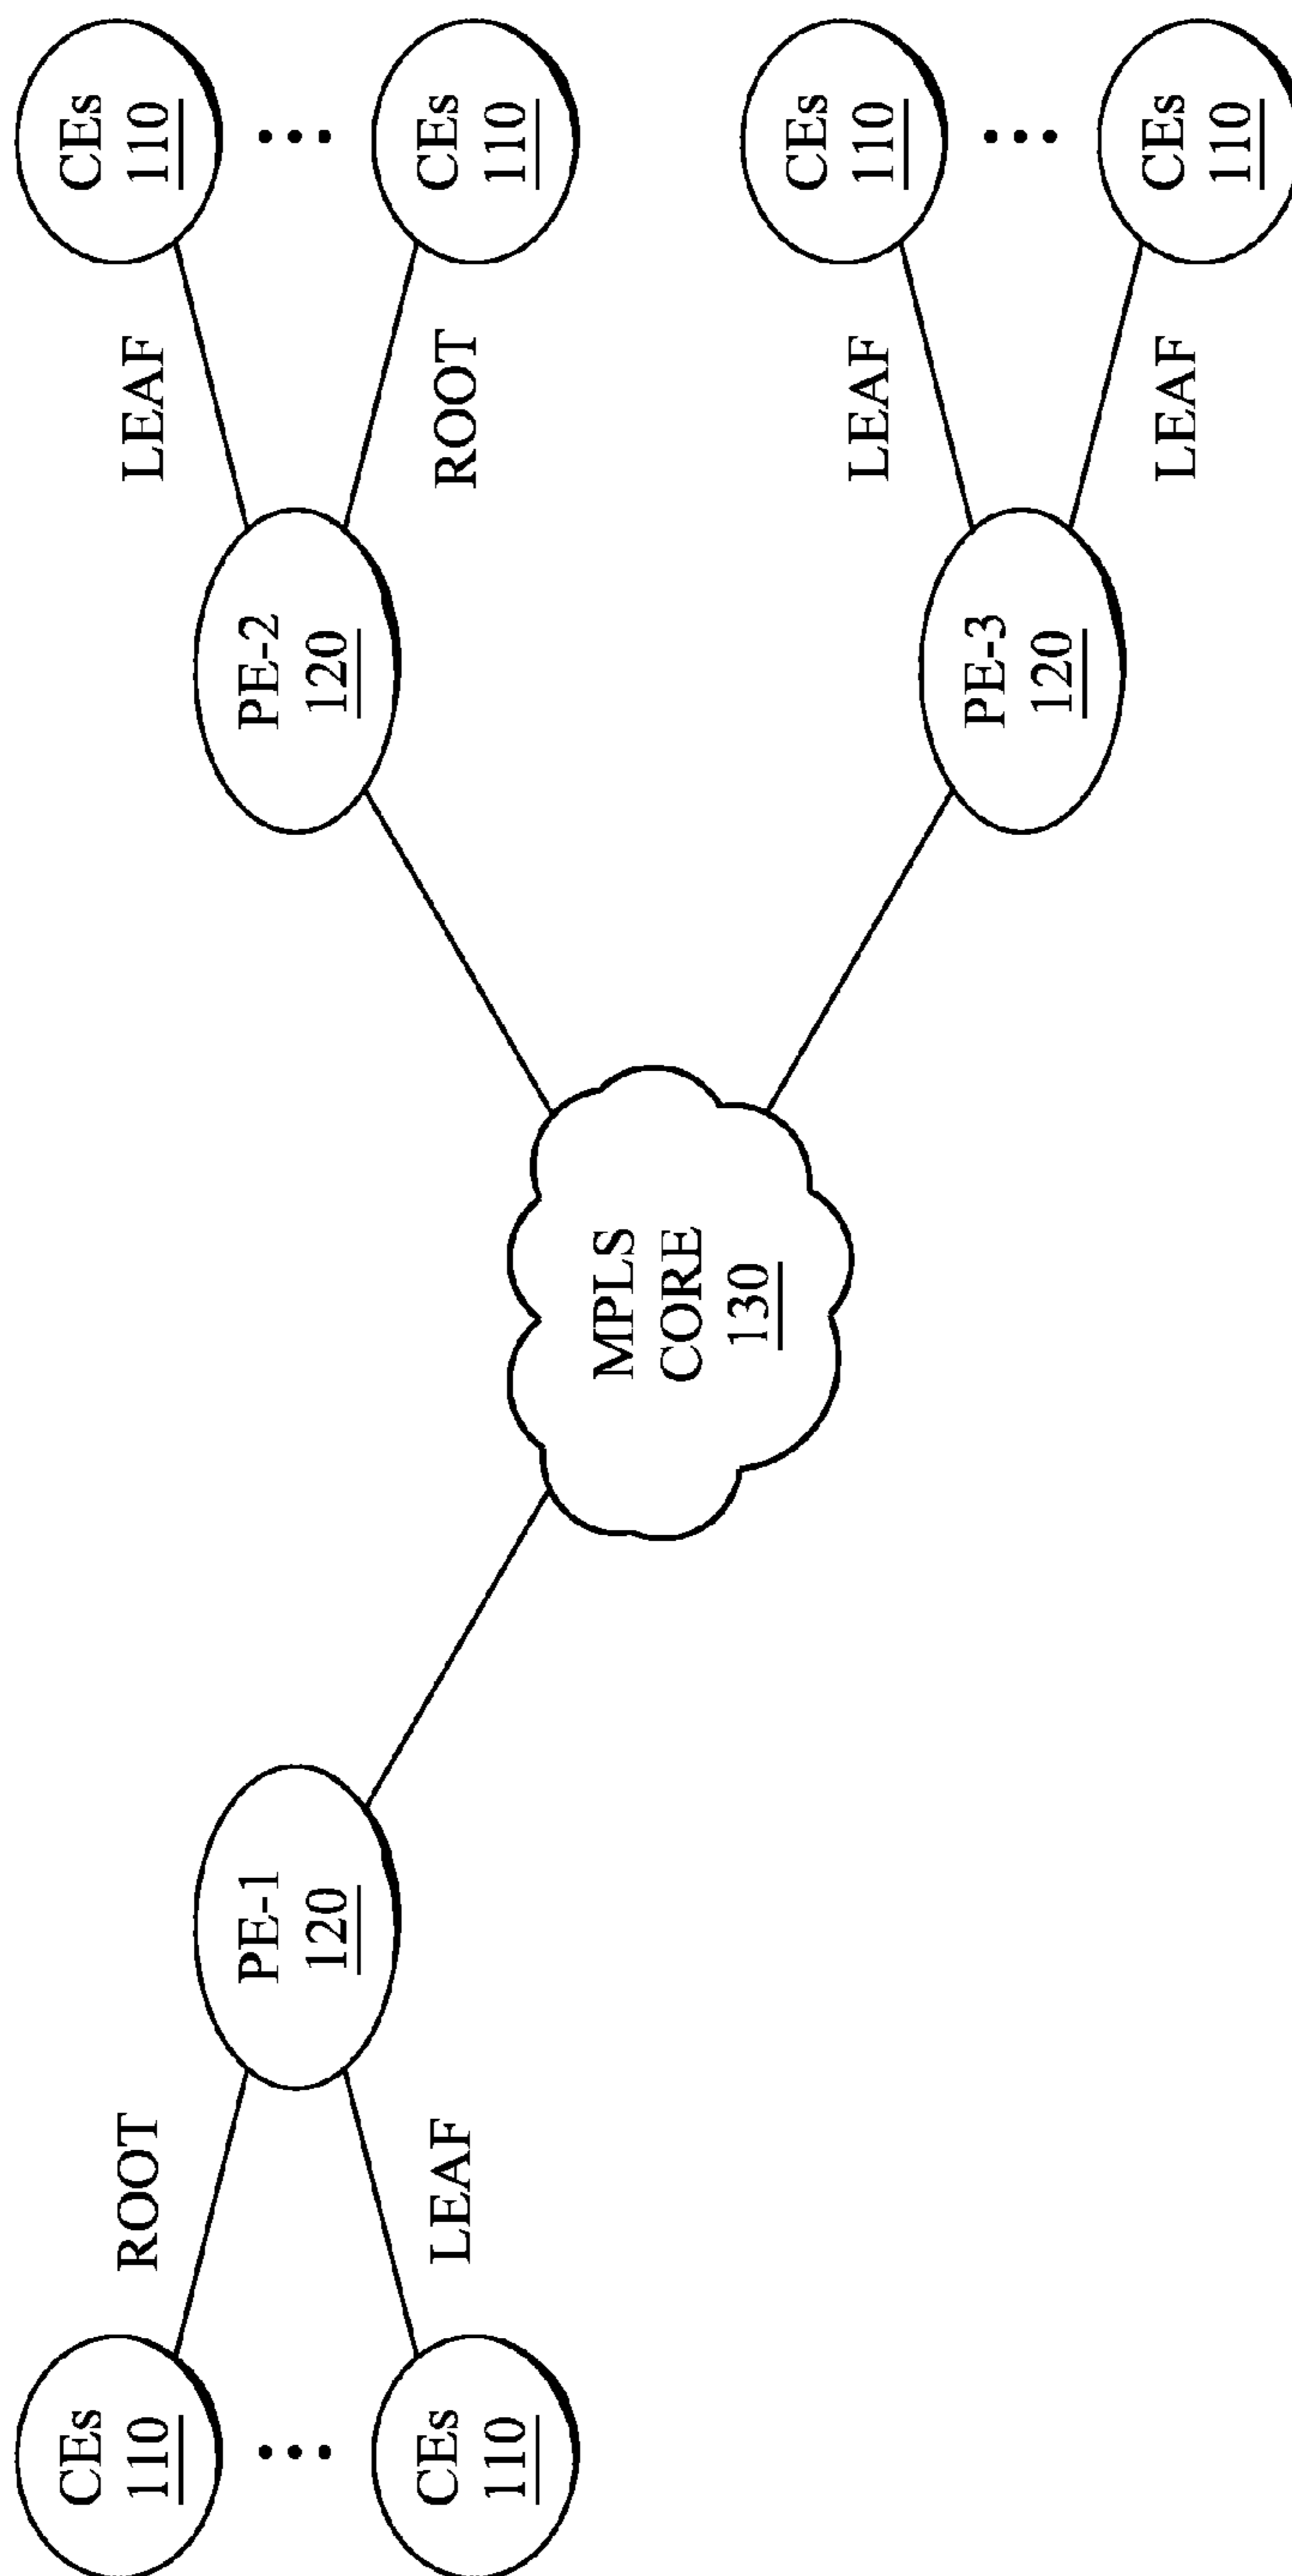 CEs
110
ROOT
LEAF
CEs
110
PE-1
120
MPLS
CORE
130
PE-2
120
LEAF
ROOT
CEs
110
CEs
110
PE-3
120
LEAF
LEAF
CEs
110
CEs
110